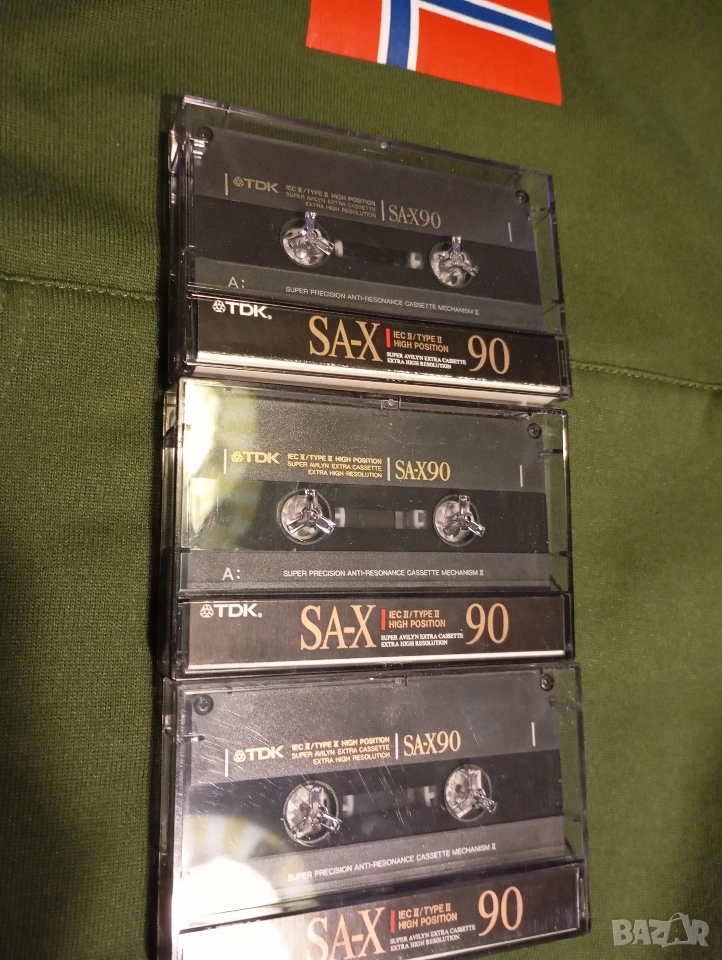 TDK IEC II/TYPE II HIGH POSITION
SUPER AVILYN EXTRA CASSETTE
EXTRA HIGH RESOLUTION
SA-X90
A:
SUPER PRECISION ANTI-RESONANCE CASSETTE MECHANISM II
TDK®
SA-X IEC II/TYPE II
HIGH POSITION
SUPER AVILYN EXTRA CASSETTE
EXTRA HIGH RESOLUTION
90
TDK IEC II/TYPE II HIGH POSITION
SUPER AVILYN EXTRA CASSETTE
EXTRA HIGH RESOLUTION
SA-X90
A:
SUPER PRECISION ANTI-RESONANCE CASSETTE MECHANISM II
TDK®
SA-X IEC II/TYPE II
HIGH POSITION
SUPER AVILYN EXTRA CASSETTE
EXTRA HIGH RESOLUTION
90
TDK IEC II/TYPE II HIGH POSITION
SUPER AVILYN EXTRA CASSETTE
EXTRA HIGH RESOLUTION
SA-X90
SUPER PRECISION ANTI-RESONANCE CASSETTE MECHANISM II
SA-X IEC II/TYPE II
HIGH POSITION
SUPER AVILYN EXTRA CASSETTE
EXTRA HIGH RESOLUTION
90
BAZAR